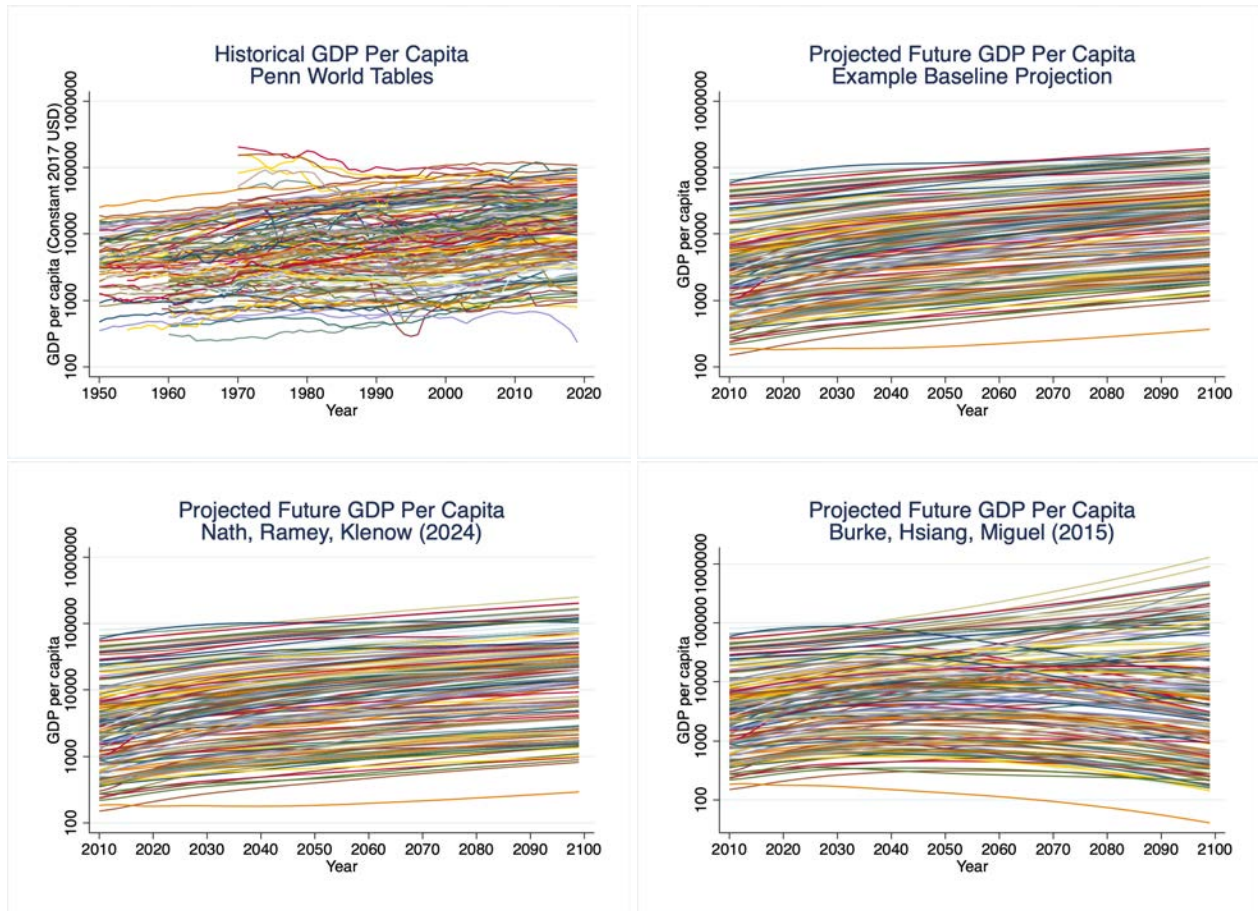 Historical GDP Per Capita
Penn World Tables
GDP per capita (Constant 2017 USD)
1000000
100000
10000
1000
100
1950 1960 1970 1980 1990 2000 2010 2020
Year
Projected Future GDP Per Capita
Example Baseline Projection
GDP per capita
1000000
100000
10000
1000
100
2010 2020 2030 2040 2050 2060 2070 2080 2090 2100
Year
Projected Future GDP Per Capita
Nath, Ramey, Klenow (2024)
GDP per capita
1000000
100000
10000
1000
100
2010 2020 2030 2040 2050 2060 2070 2080 2090 2100
Year
Projected Future GDP Per Capita
Burke, Hsiang, Miguel (2015)
GDP per capita
1000000
100000
10000
1000
100
2010 2020 2030 2040 2050 2060 2070 2080 2090 2100
Year